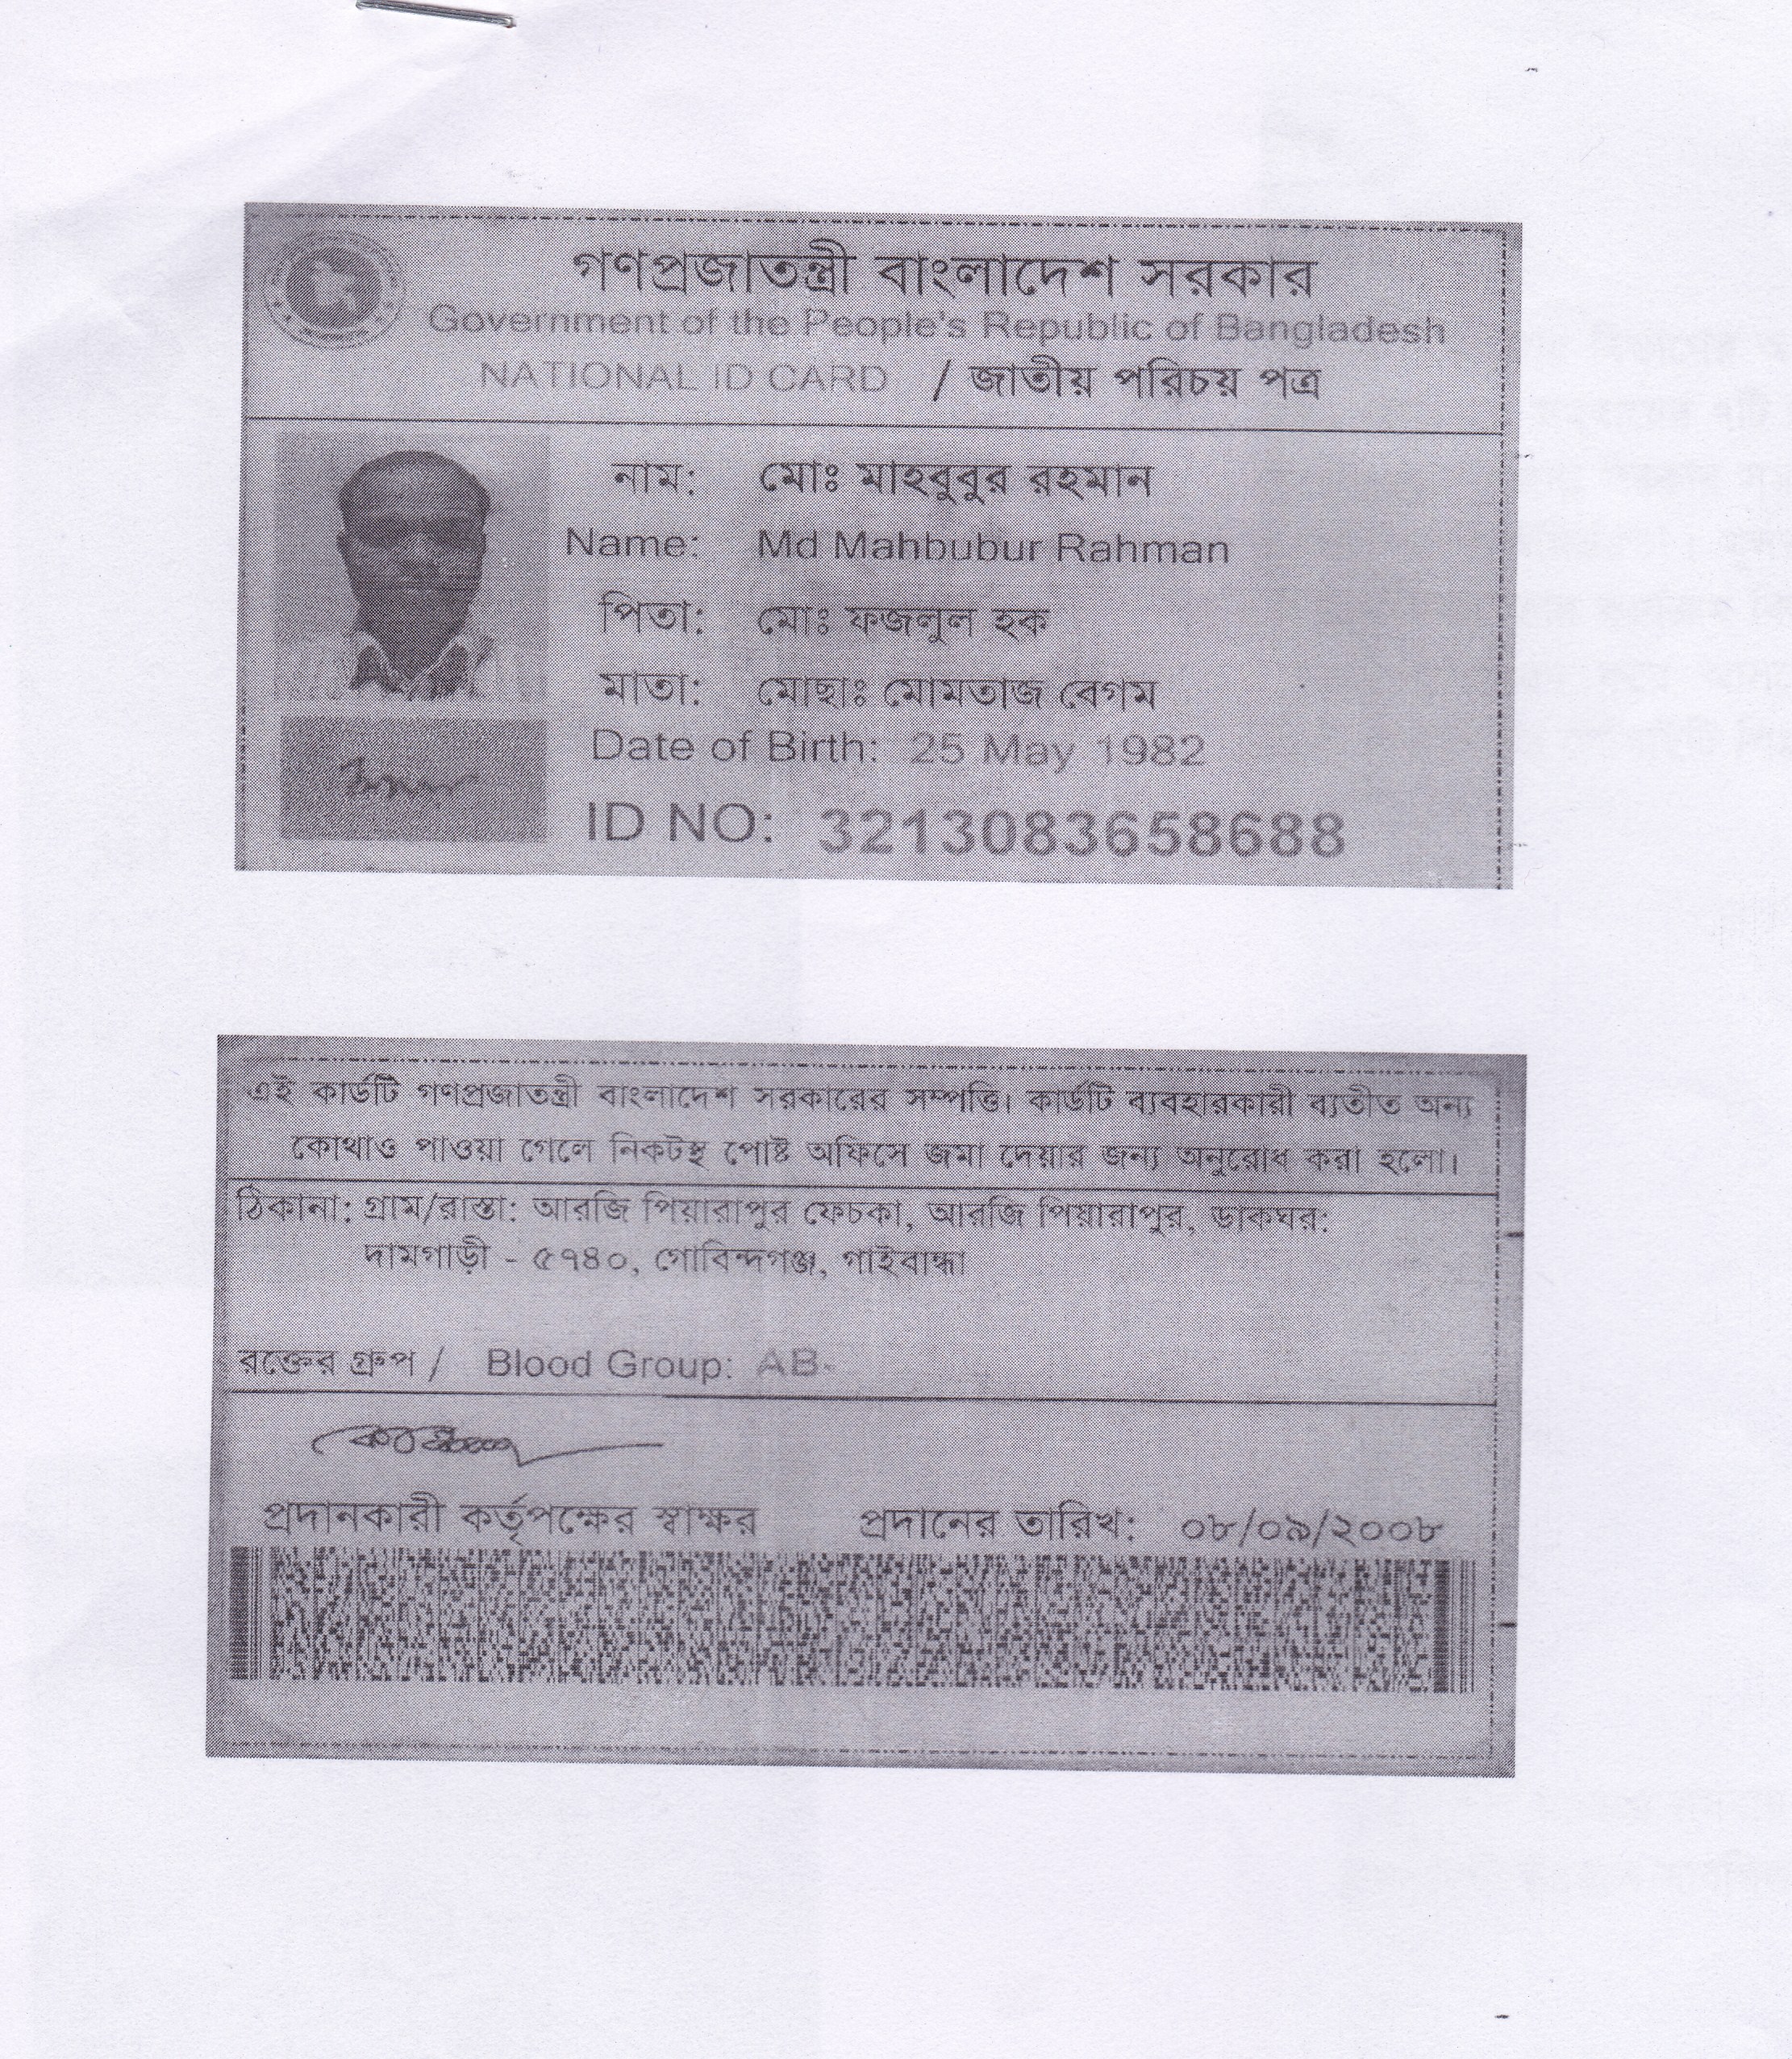 গণপ্রজাতন্ত্রী বাংলাদেশ সরকার
Government of the People's Republic of Bangladesh
NATIONAL ID CARD / জাতীয় পরিচয় পত্র
নাম: মোঃ মাহবুবুর রহমান
Name: Md Mahbubur Rahman
পিতা: মোঃ ফজলুল হক
মাতা: মোছাঃ মোমতাজ বেগম
Date of Birth: 25 May 1982
ID NO: 3213083658688
এই কার্ডটি গণপ্রজাতন্ত্রী বাংলাদেশ সরকারের সম্পত্তি। কার্ডটি ব্যবহারকারী ব্যতীত অন্য
কোথাও পাওয়া গেলে নিকটস্থ পোষ্ট অফিসে জমা দেয়ার জন্য অনুরোধ করা হলো।
ঠিকানা: গ্রাম/রাস্তা: আরজি পিয়ারাপুর ফেচকা, আরজি পিয়ারাপুর, ডাকঘর:
দামগাড়ী - ৫৭৪০, গোবিন্দগঞ্জ, গাইবান্ধা
রক্তের গ্রুপ / Blood Group:
প্রদানকারী কর্তৃপক্ষের স্বাক্ষর প্রদানের তারিখ: ০৮/০৯/২০০৮